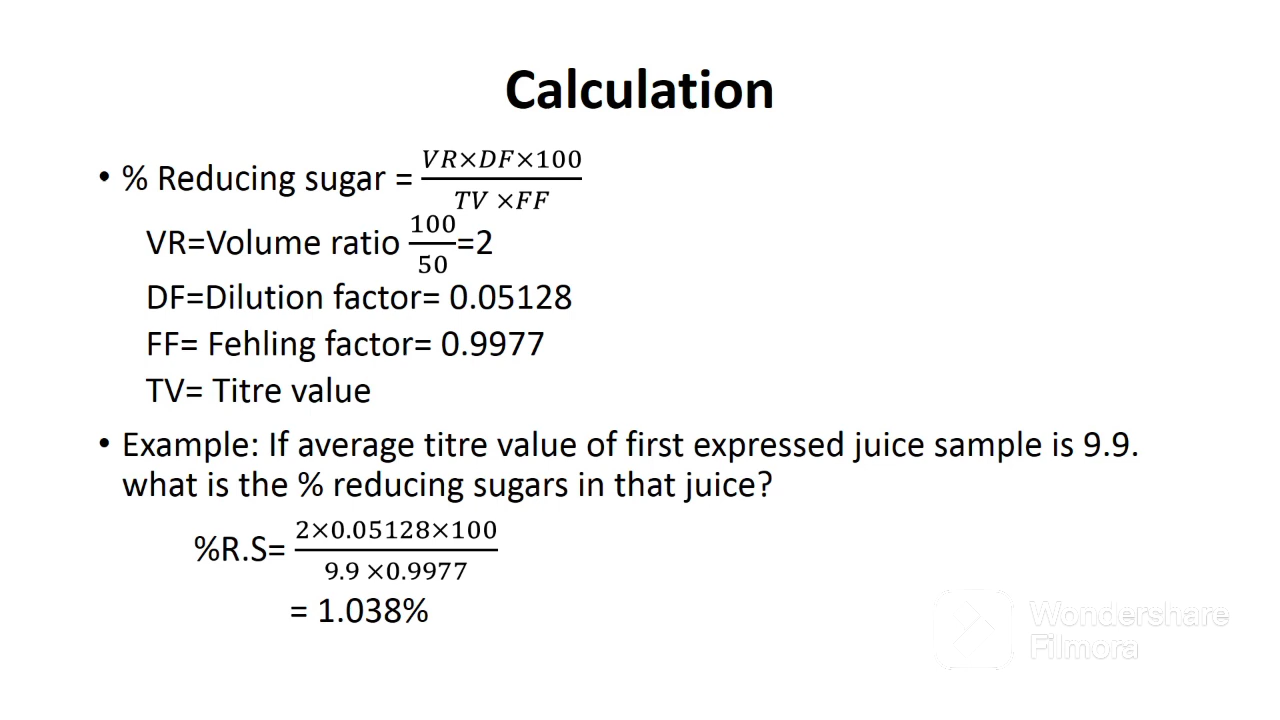 Calculation
• % Reducing sugar = \frac{VR×DF×100}{TV ×FF}
VR=Volume ratio \frac{100}{50}=2
DF=Dilution factor= 0.05128
FF= Fehling factor= 0.9977
TV= Titre value
• Example: If average titre value of first expressed juice sample is 9.9.
what is the % reducing sugars in that juice?
%R.S= \frac{2×0.05128×100}{9.9 ×0.9977}
= 1.038%
Wondershare
Filmora